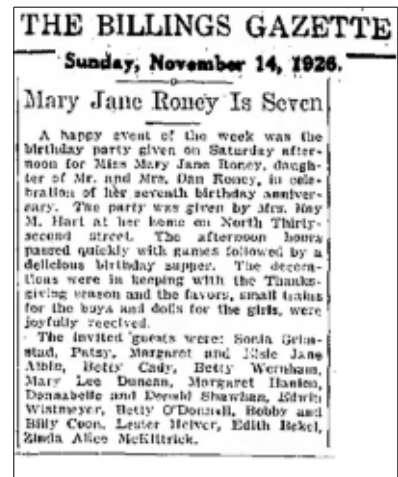 THE BILLINGS GAZETTE
Sunday, November 14, 1926.
Mary Jane Roney Is Seven
A happy event of the week was the
birthday party given on Saturday after-
noon for Miss Mary Jane Roney, daugh-
ter of Mr. and Mrs. Dan Roney, in cele-
bration of her seventh birthday anniver-
sary. The party was given by Mrs. Roy
M. Hart at her home on North Thirty-
second street. The afternoon hours
passed quickly with games followed by a
delicious birthday supper. The decora-
tions were in keeping with the Thanks-
giving season and the favors, small trains
for the boys and dolls for the girls, were
joyfully received.
The invited guests were: Sonia Grim-
stad, Patsy, Margaret and Elsie Jane
Albin, Betty Cady, Betty Wernham,
Mary Lee Duncan, Margaret Hanlon,
Donnabelle and Donald Shawhan, Edwin
Wistmeyer, Betty O'Donnell, Bobby and
Billy Coon, Lester Edith Bekel,
Alice McKittrick.